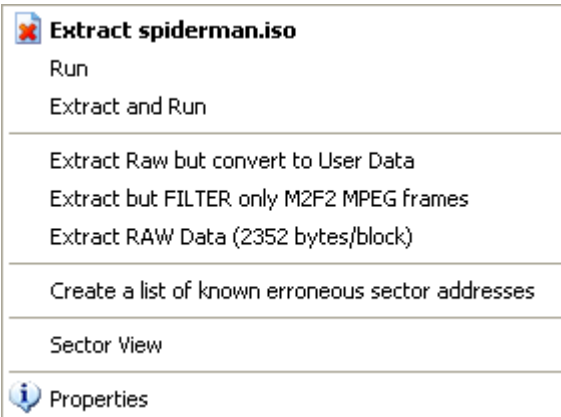 Extract spiderman.iso
Run
Extract and Run
Extract Raw but convert to User Data
Extract but FILTER only M2F2 MPEG frames
Extract RAW Data (2352 bytes/block)
Create a list of known erroneous sector addresses
Sector View
Properties